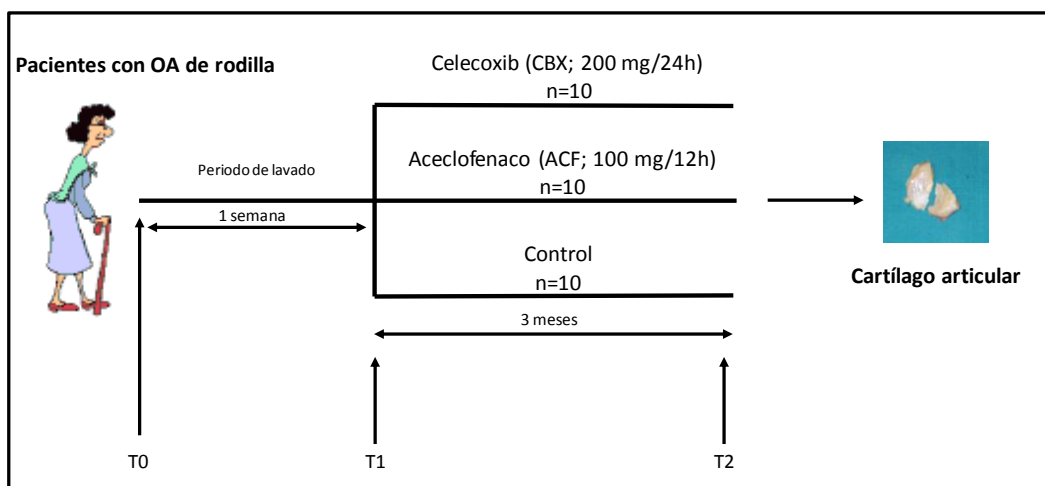 Pacientes con OA de rodilla
Celecoxib (CBX; 200 mg/24h)
n=10
Periodo de lavado
1 semana
Aceclofenaco (ACF; 100 mg/12h)
n=10
Control
n=10
3 meses
Cartílago articular
T0
T1
T2